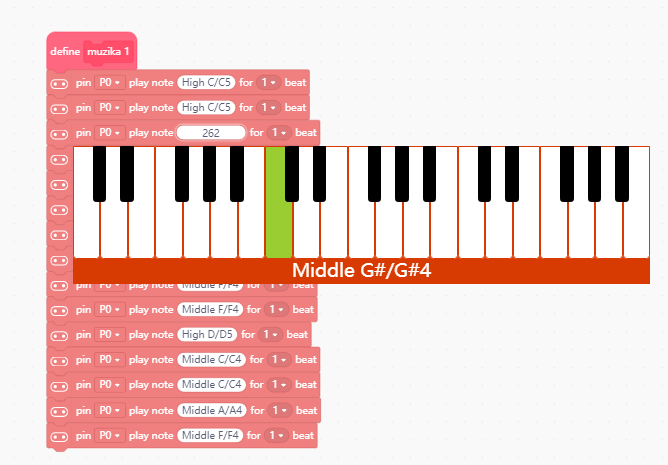 define muzika 1
pin P0 play note High C/C5 for 1 beat
pin P0 play note High C/C5 for 1 beat
pin P0 play note 262 for 1 beat
Middle G#/G#4
pin P0 play note Middle F/F4 for 1 beat
pin P0 play note Middle F/F4 for 1 beat
pin P0 play note High D/D5 for 1 beat
pin P0 play note Middle C/C4 for 1 beat
pin P0 play note Middle C/C4 for 1 beat
pin P0 play note Middle A/A4 for 1 beat
pin P0 play note Middle F/F4 for 1 beat